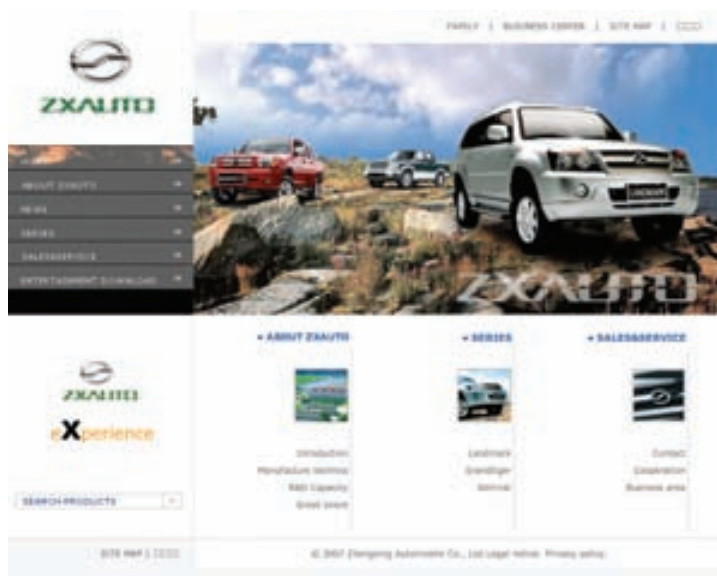 FAMILY | BUSINESS CENTER | SITE MAP |
ZXAUTO
ABOUT ZXAUTO
NEWS
SERIES
SALES&SERVICE
ENTERTAINMENT DOWNLOAD
LANDMARK
ZXAUTO
ABOUT ZXAUTO
SERIES
SALES&SERVICE
ZXAUTO
eXperience
Introduction
Manufacture technics
R&D Capacity
Great event
Landmark
Grandtiger
Admiral
Contact
Cooperation
Business area
SEARCH PRODUCTS
SITE MAP |
© 2007 Zhongxing Automobile Co., Ltd Legal notice. Privacy policy.